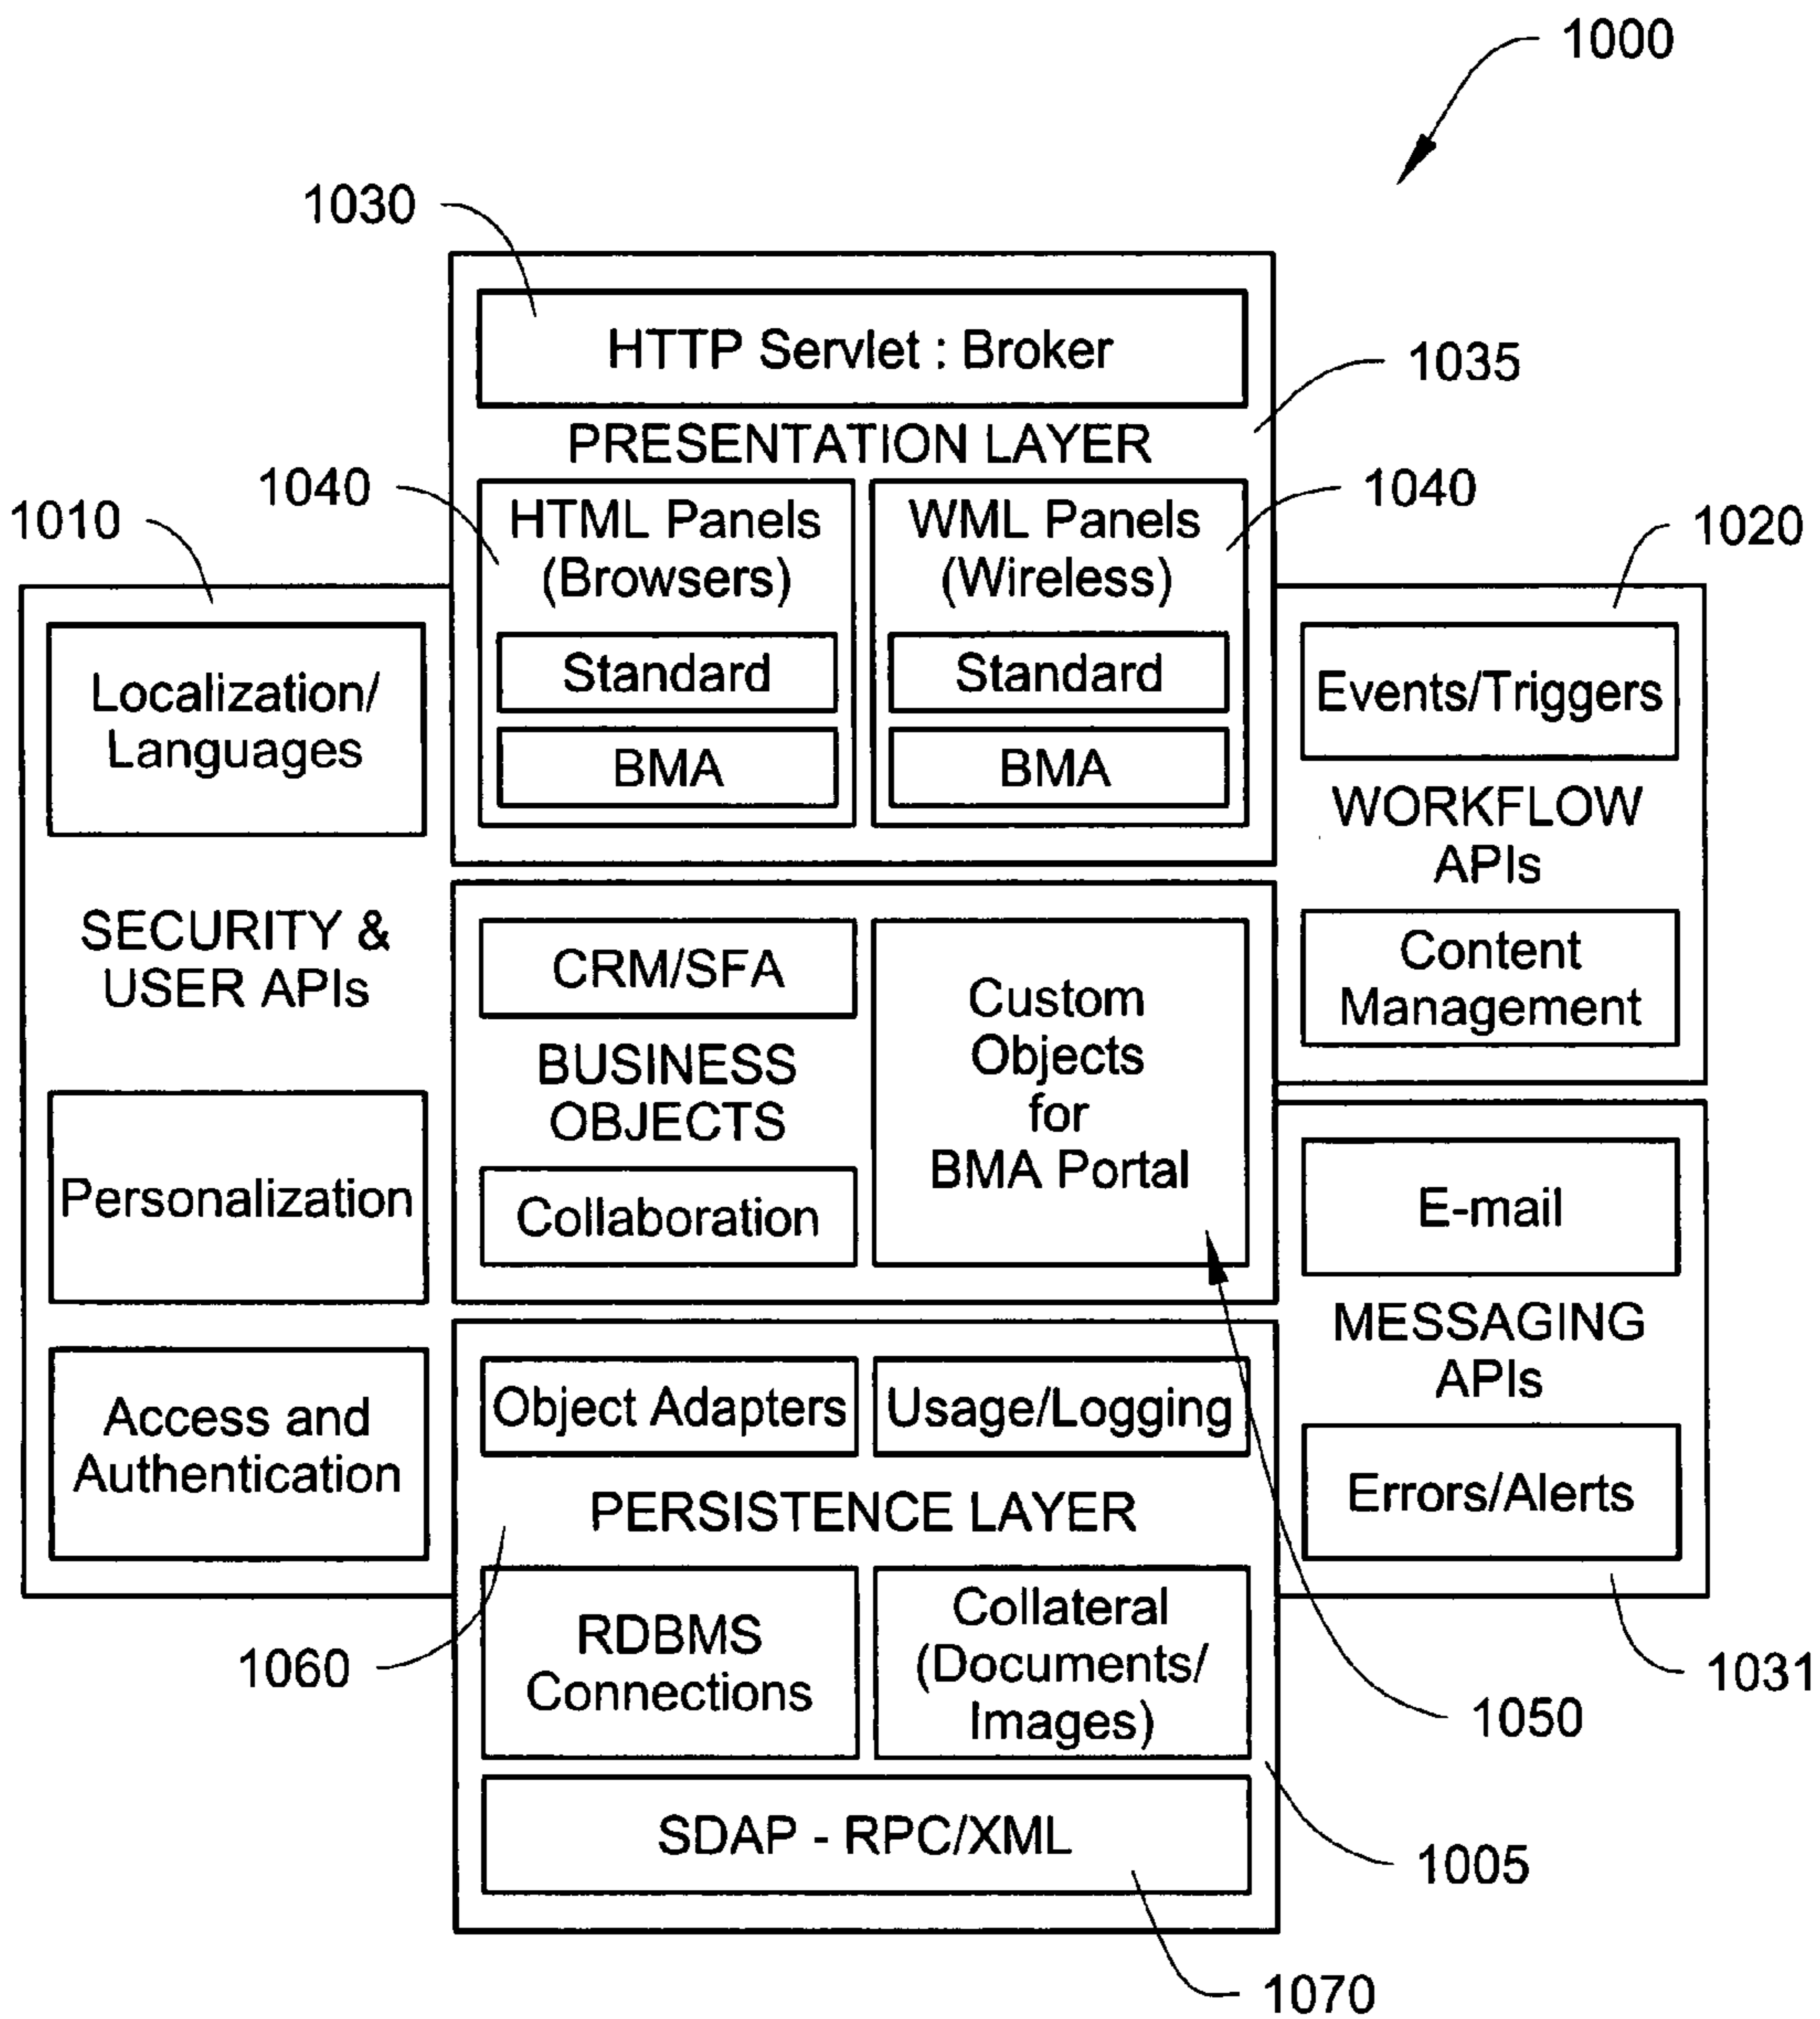 1000
1030
HTTP Servlet : Broker
1035
PRESENTATION LAYER
1040
HTML Panels
(Browsers)
Standard
BMA
WML Panels
(Wireless)
Standard
BMA
1040
1010
Localization/
Languages
SECURITY &
USER APIs
Personalization
Access and
Authentication
1020
Events/Triggers
WORKFLOW
APIs
Content
Management
CRM/SFA
BUSINESS
OBJECTS
Collaboration
Custom
Objects
for
BMA Portal
E-mail
MESSAGING
APIs
Errors/Alerts
1031
Object Adapters
Usage/Logging
PERSISTENCE LAYER
1060
RDBMS
Connections
Collateral
(Documents/
Images)
1050
SDAP - RPC/XML
1005
1070